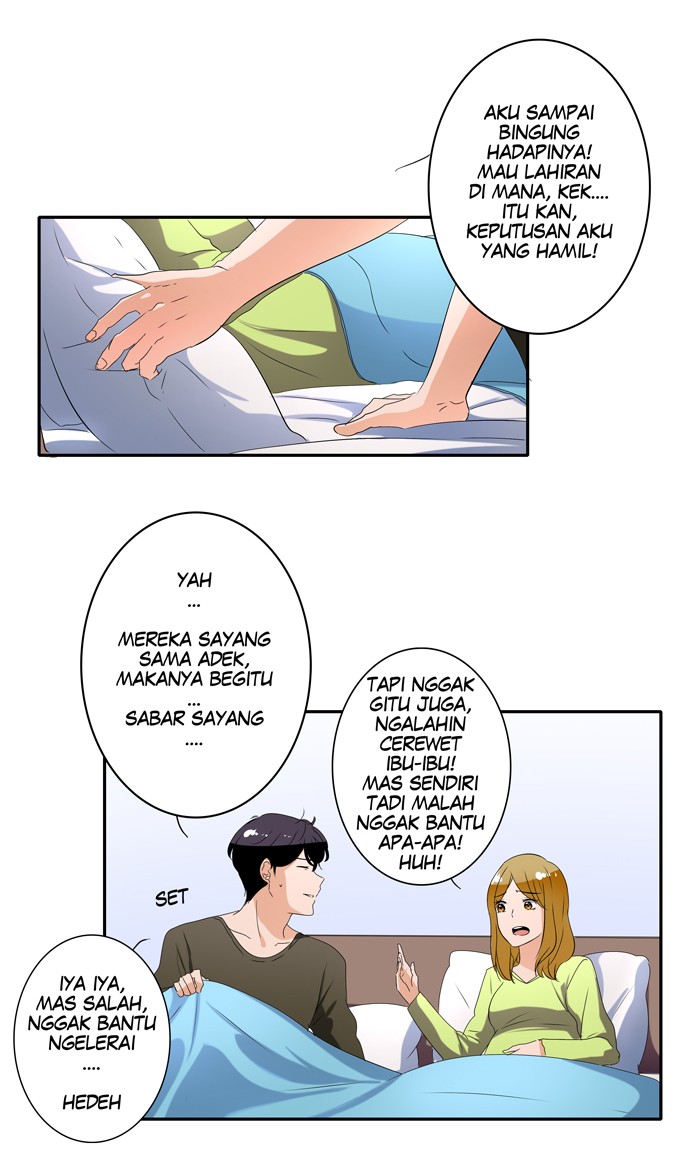 AKU SAMPAI
BINGUNG
HADAPINYA!
MAU LAHIRAN
DI MANA, KEK....
ITU KAN,
KEPUTUSAN AKU
YANG HAMIL!
YAH
...
MEREKA SAYANG
SAMA ADEK,
MAKANYA BEGITU
...
SABAR SAYANG
....
TAPI NGGAK
GITU JUGA,
NGALAHIN
CEREWET
IBU-IBU!
MAS SENDIRI
TADI MALAH
NGGAK BANTU
APA-APA!
HUH!
SET
IYA IYA,
MAS SALAH,
NGGAK BANTU
NGELERAI
....
HEDEH